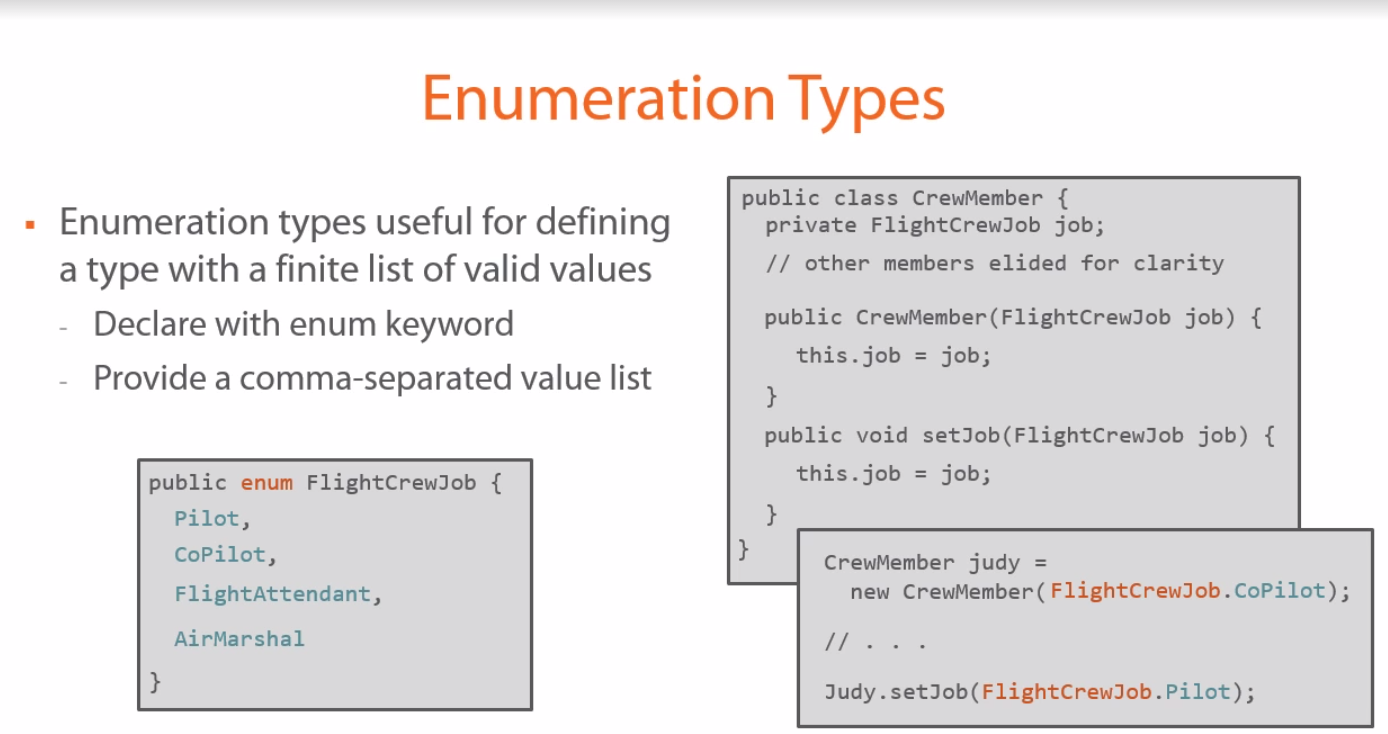 Enumeration Types
▪ Enumeration types useful for defining
a type with a finite list of valid values
- Declare with enum keyword
- Provide a comma-separated value list
public enum FlightCrewJob {
Pilot,
CoPilot,
FlightAttendant,
AirMarshal
}
public class CrewMember {
private FlightCrewJob job;
// other members elided for clarity
public CrewMember(FlightCrewJob job) {
this.job = job;
}
public void setJob(FlightCrewJob job) {
this.job = job;
}
}
CrewMember judy =
new CrewMember(FlightCrewJob.CoPilot);
// . . .
Judy.setJob(FlightCrewJob.Pilot);